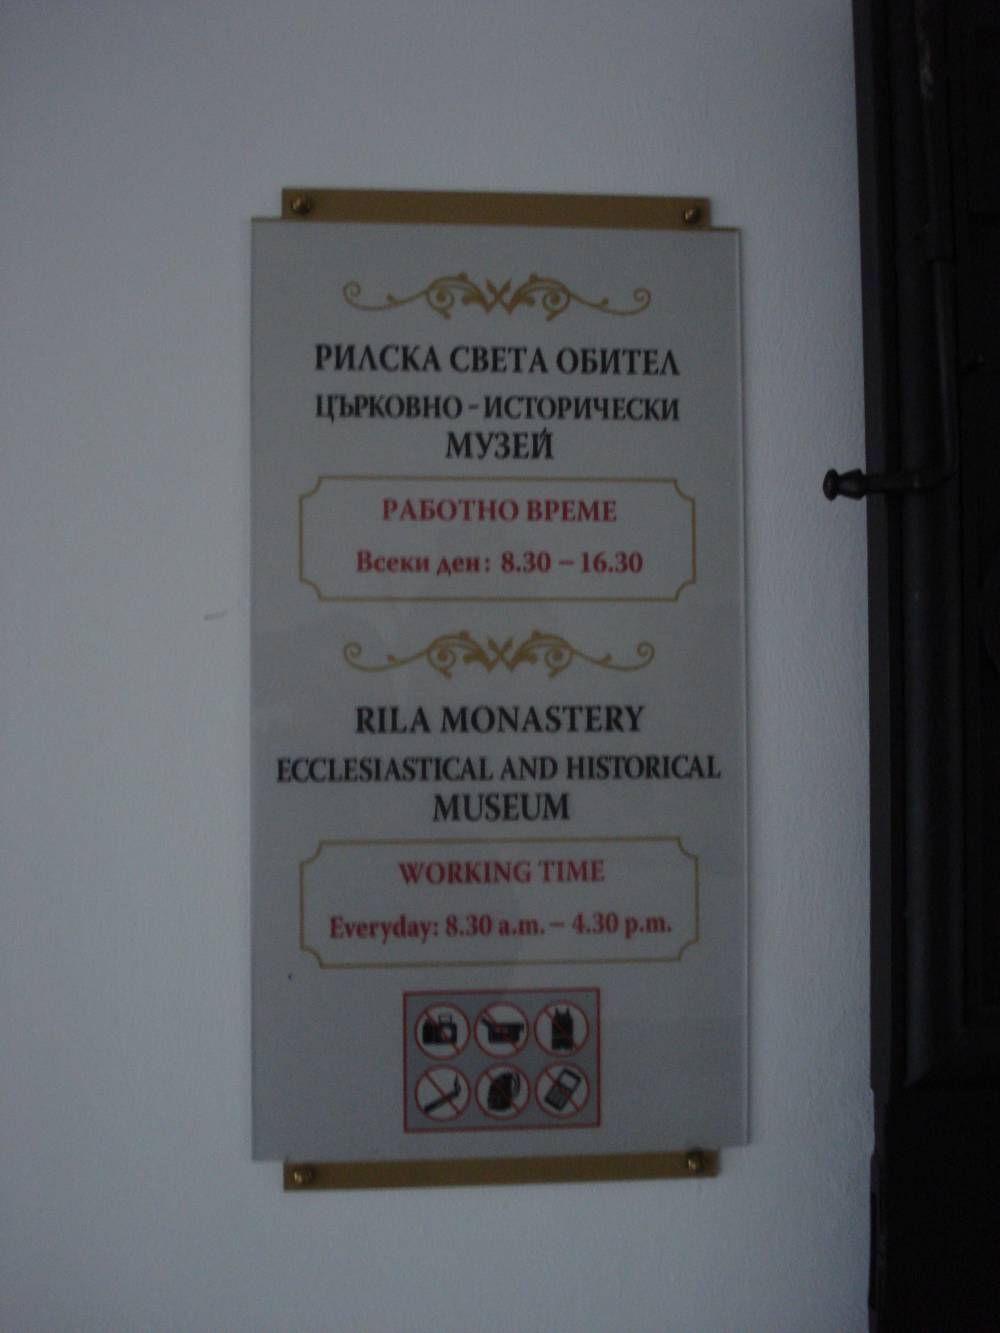 РИЛСКА СВЕТА ОБИТЕЛ
ЦЪРКОВНО - ИСТОРИЧЕСКИ
МУЗЕЙ
РАБОТНО ВРЕМЕ
Всеки ден: 8.30 – 16.30
RILA MONASTERY
ECCLESIASTICAL AND HISTORICAL
MUSEUM
WORKING TIME
Everyday: 8.30 a.m. – 4.30 p.m.